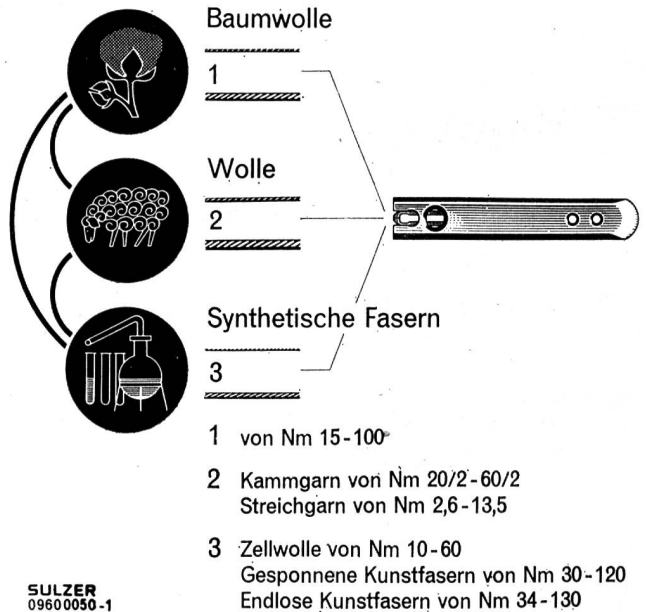 Baumwolle
1
Wolle
2
Synthetische Fasern
3
1 von Nm 15-100
2 Kammgarn von Nm 20/2-60/2
Streichgarn von Nm 2,6-13,5
3 Zellwolle von Nm 10-60
Gesponnene Kunstfasern von Nm 30-120
Endlose Kunstfasern von Nm 34-130
SULZER
09600050-1